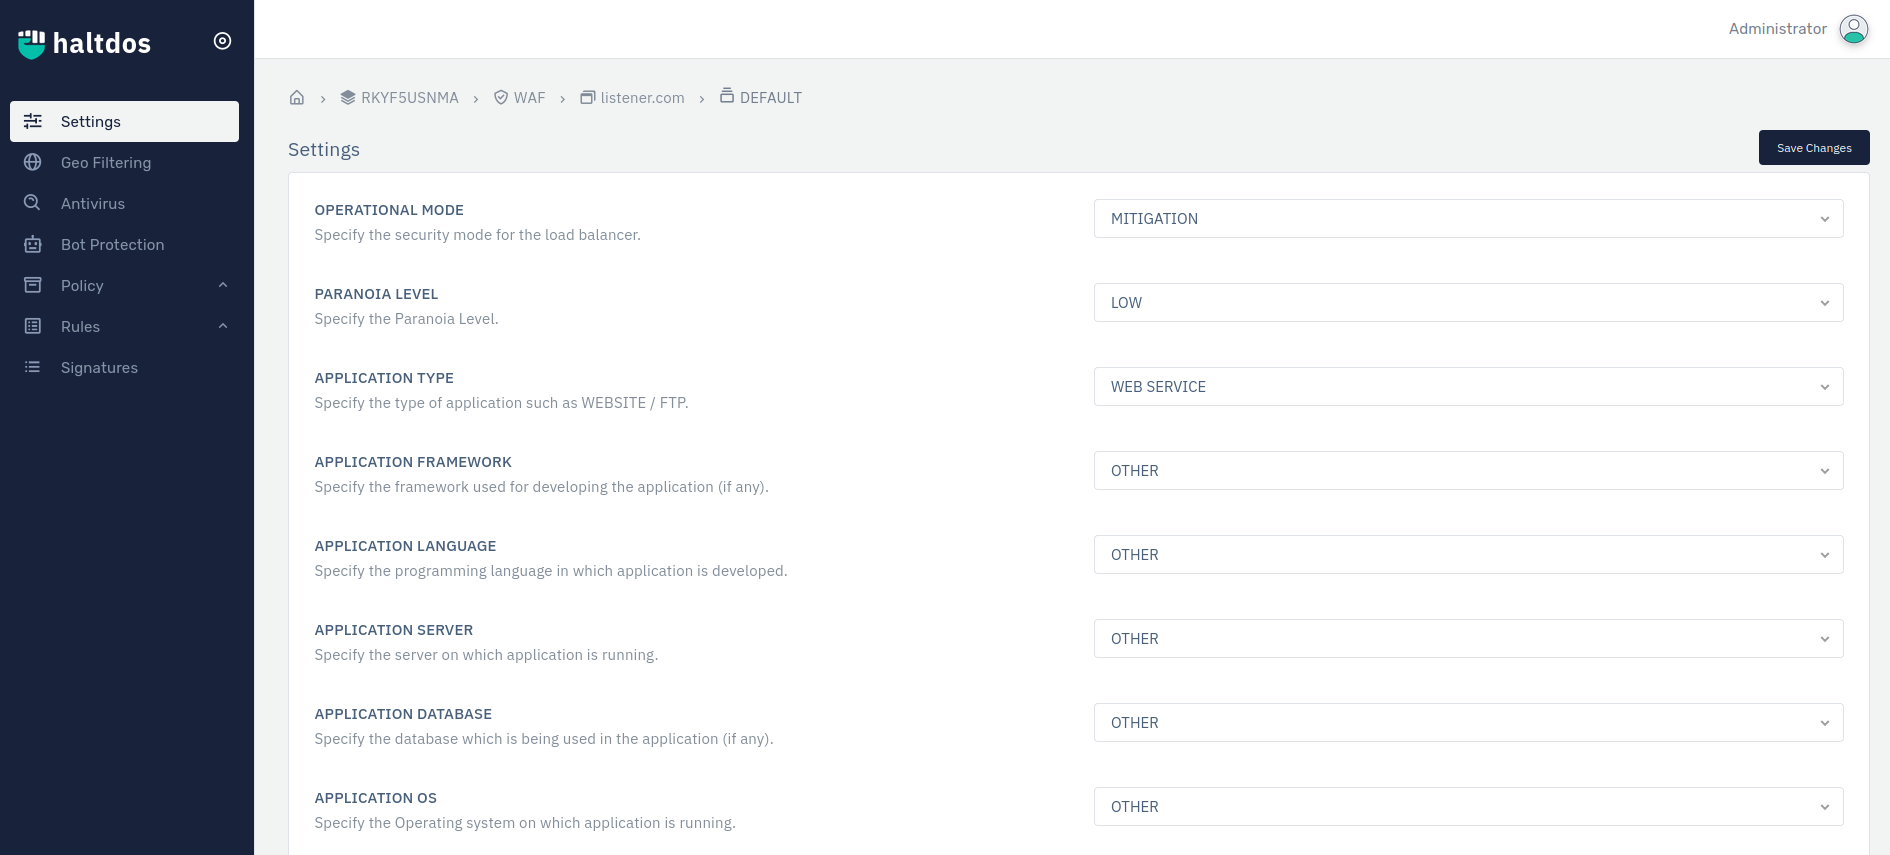 haltdos
Administrator
Settings
Geo Filtering
Antivirus
Bot Protection
Policy
Rules
Signatures
RKYF5USNMA
WAF
listener.com
DEFAULT
Settings
Save Changes
OPERATIONAL MODE
Specify the security mode for the load balancer.
MITIGATION
PARANOIA LEVEL
Specify the Paranoia Level.
LOW
APPLICATION TYPE
Specify the type of application such as WEBSITE / FTP.
WEB SERVICE
APPLICATION FRAMEWORK
Specify the framework used for developing the application (if any).
OTHER
APPLICATION LANGUAGE
Specify the programming language in which application is developed.
OTHER
APPLICATION SERVER
Specify the server on which application is running.
OTHER
APPLICATION DATABASE
Specify the database which is being used in the application (if any).
OTHER
APPLICATION OS
Specify the Operating system on which application is running.
OTHER